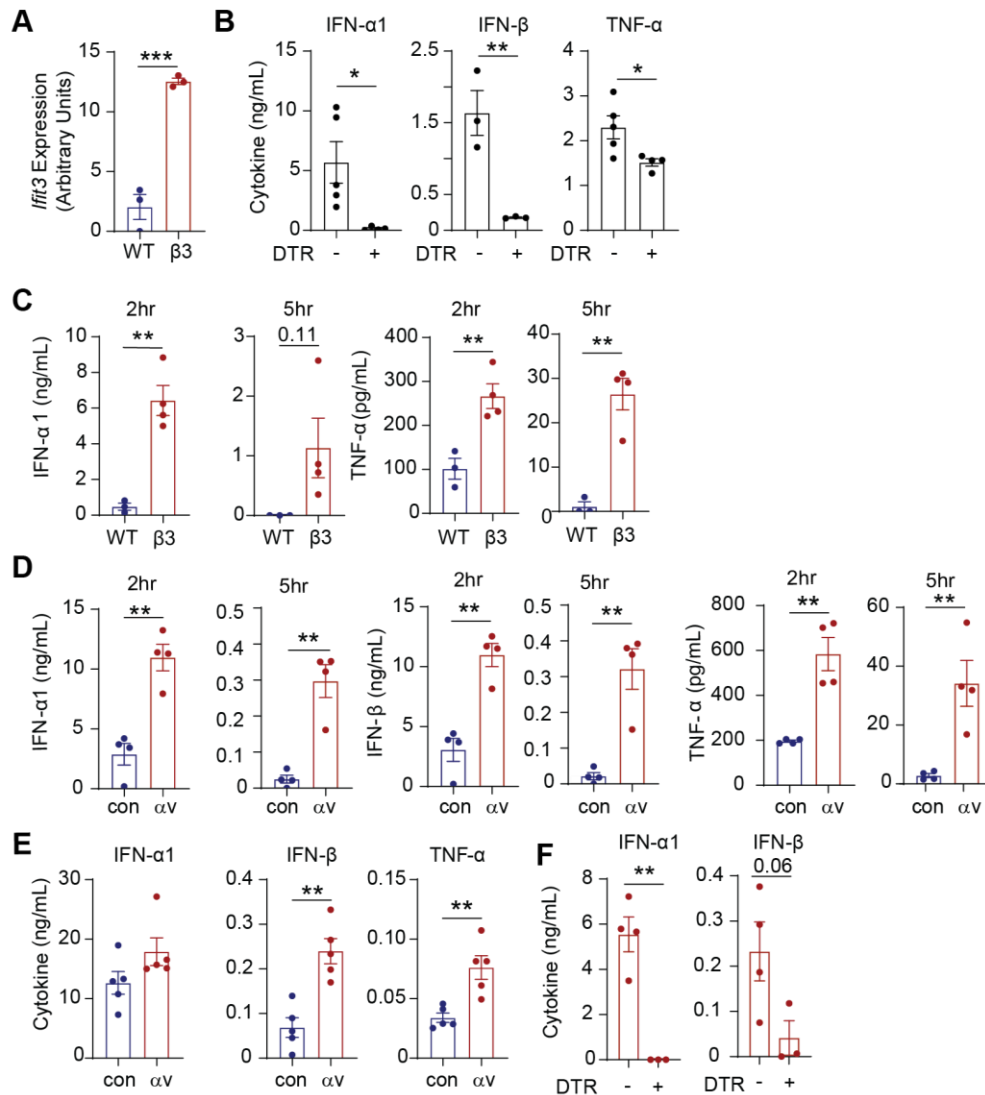 A
Ifit3 Expression
(Arbitrary Units)
15
10
5
0
***
WT β3
B
Cytokine (ng/mL)
IFN-α1
15
10
5
0
*
DTR - +
IFN-β
2.5
2
1.5
1
0.5
0
**
DTR - +
TNF-α
4
3
2
1
0
*
DTR - +
C
2hr
IFN-α 1 (ng/mL)
10
8
6
4
2
0
**
WT β3
5hr
3
2
1
0
0.11
WT β3
2hr
TNF-α (pg/mL)
400
300
200
100
0
**
WT β3
5hr
40
30
20
10
0
**
WT β3
D
2hr
IFN-α1 (ng/mL)
15
10
5
0
**
con αv
5hr
0.5
0.4
0.3
0.2
0.1
0
**
con αv
2hr
IFN-β (ng/mL)
15
10
5
0
**
con αv
5hr
0.5
0.4
0.3
0.2
0.1
0
**
con αv
2hr
TNF- α (pg/mL)
800
600
400
200
0
**
con αv
5hr
60
40
20
0
**
con αv
E
Cytokine (ng/mL)
IFN-α1
30
20
10
0
con αv
IFN-β
0.4
0.3
0.2
0.1
0
**
con αv
TNF-α
0.15
0.10
0.05
0.00
**
con αv
F
Cytokine (ng/mL)
IFN-α1
8
6
4
2
0
**
DTR - +
IFN-β
0.4
0.3
0.2
0.1
0
0.06
DTR - +